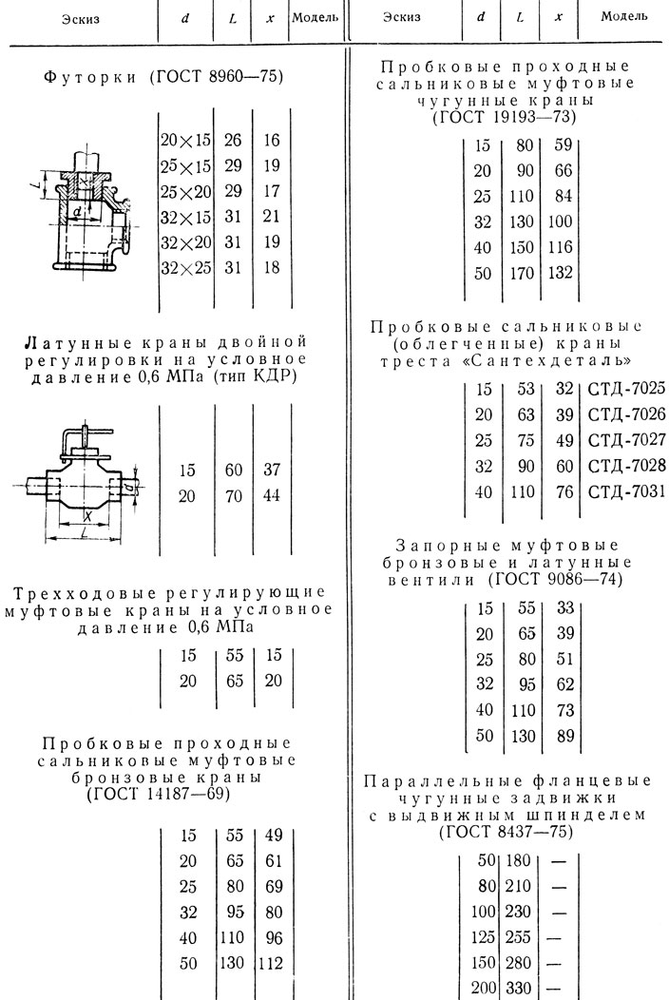 Эскиз d L x Модель
Футорки (ГОСТ 8960—75)
20×15 26 16
25×15 29 19
25×20 29 17
32×15 31 21
32×20 31 19
32×25 31 18
L
x
d
Латунные краны двойной
регулировки на условное
давление 0,6 МПа (тип КДР)
15 60 37
20 70 44
d
X
L
Трехходовые регулирующие
муфтовые краны на условное
давление 0,6 МПа
15 55 15
20 65 20
Пробковые проходные
сальниковые муфтовые
бронзовые краны
(ГОСТ 14187—69)
15 55 49
20 65 61
25 80 69
32 95 80
40 110 96
50 130 112
Эскиз d L x Модель
Пробковые проходные
сальниковые муфтовые
чугунные краны
(ГОСТ 19193—73)
15 80 59
20 90 66
25 110 84
32 130 100
40 150 116
50 170 132
Пробковые сальниковые
(облегченные) краны
треста «Сантехдеталь»
15 53 32 СТД-7025
20 63 39 СТД-7026
25 75 49 СТД-7027
32 90 60 СТД-7028
40 110 76 СТД-7031
Запорные муфтовые
бронзовые и латунные
вентили (ГОСТ 9086—74)
15 55 33
20 65 39
25 80 51
32 95 62
40 110 73
50 130 89
Параллельные фланцевые
чугунные задвижки
с выдвижным шпинделем
(ГОСТ 8437—75)
50 180 —
80 210 —
100 230 —
125 255 —
150 280 —
200 330 —